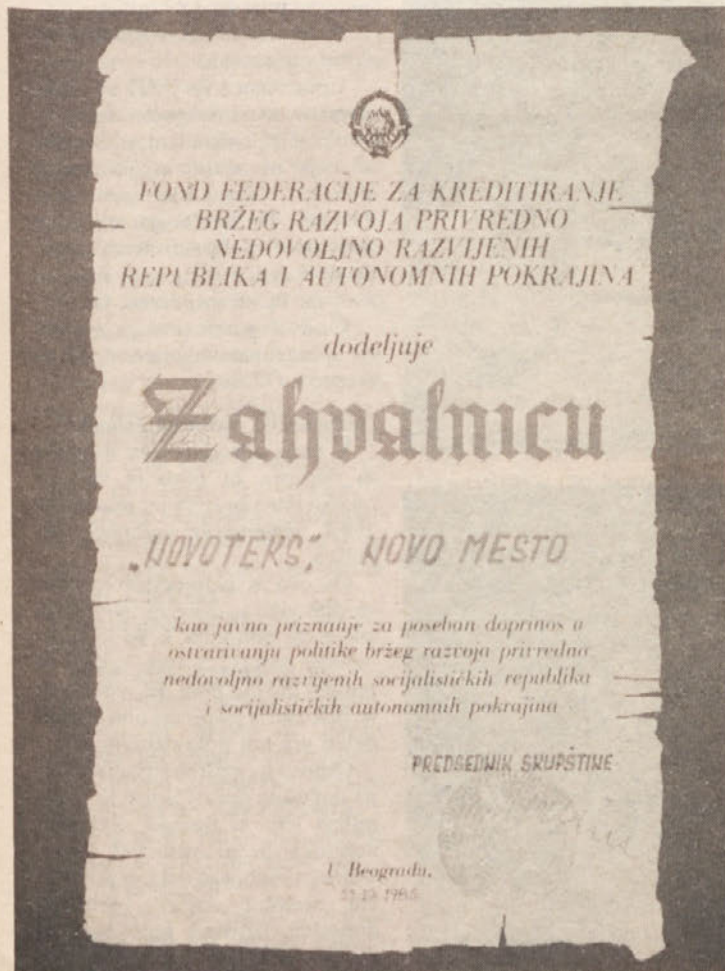 FOND FEDERACIJE ZA KREDITIRANJE
BRŽEG RAZVOJA PRIVREDNO
NEDOVOLJNO RAZVIJENIH
REPUBLIKA I AUTONOMNIH POKRAJINA
dodeljuje
Zahvalnicu
„NOVOTEKS”, NOVO MESTO
kao javno priznanje za poseban doprinos u
ostvarivanju politike bržeg razvoja privredno
nedovoljno razvijenih socijalističkih republika
i socijalističkih autonomnih pokrajina
PREDSEDNIK SKUPŠTINE
U Beogradu,